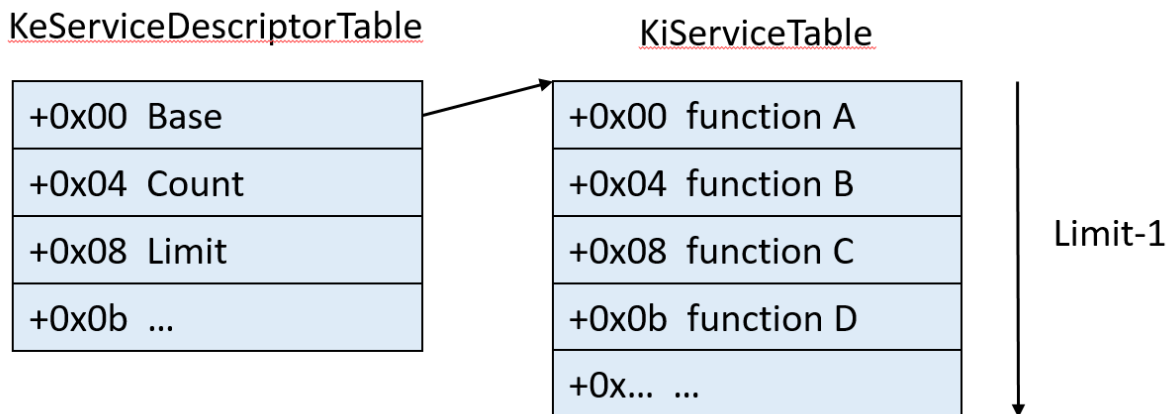 KeServiceDescriptorTable
+0x00 Base
+0x04 Count
+0x08 Limit
+0x0b ...
KiServiceTable
+0x00 function A
+0x04 function B
+0x08 function C
+0x0b function D
+0x... ...
Limit-1